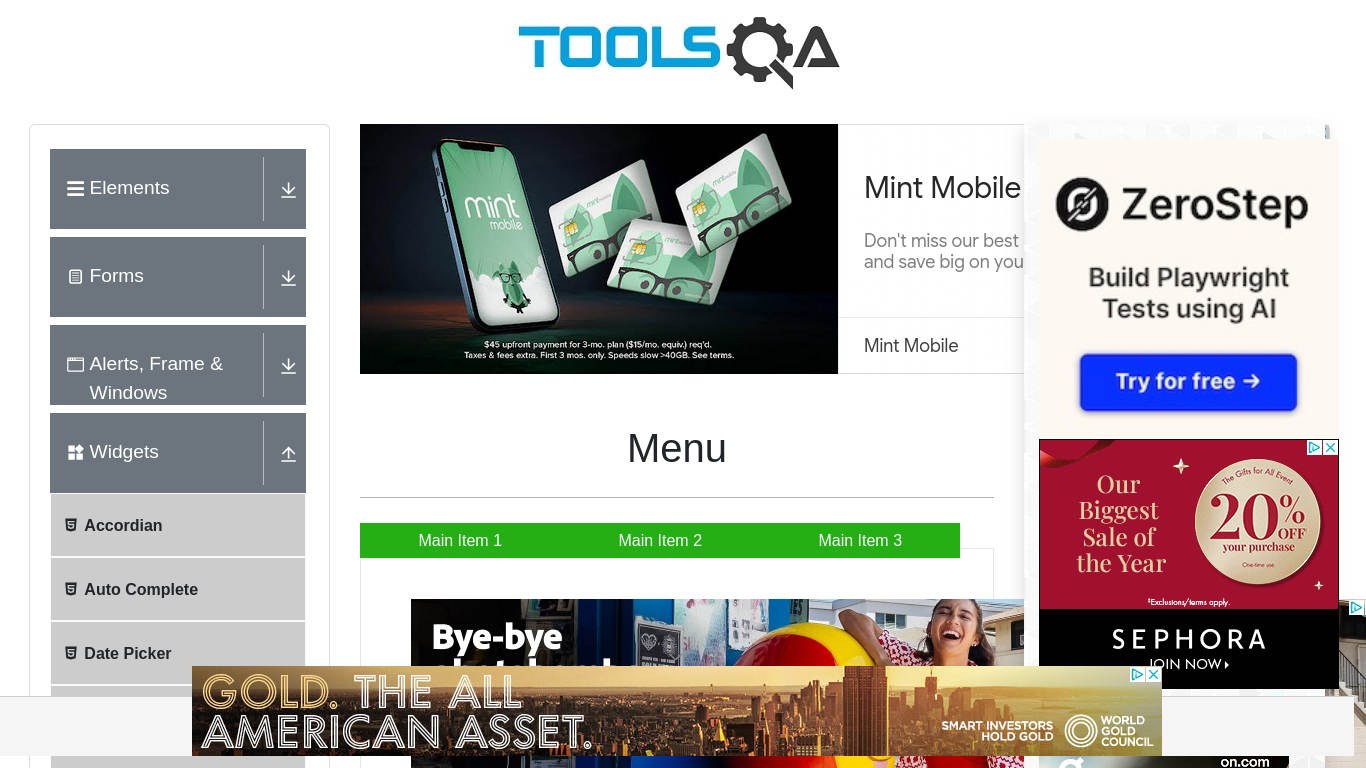 TOOLSQA
Elements
Forms
Alerts, Frame &
Windows
Widgets
Accordian
Auto Complete
Date Picker
mint
mobile
$45 upfront payment for 3-mo. plan ($15/mo. equiv.) req'd.
Taxes & fees extra. First 3 mos. only. Speeds slow >40GB. See terms.
Mint Mobile
Don't miss our best
and save big on you
Mint Mobile
Menu
Main Item 1
Main Item 2
Main Item 3
Bye-bye
ZeroStep
Build Playwright
Tests using AI
Try for free →
Our
Biggest
Sale of
the Year
The Gifts for All Event
20% OFF
your purchase
One-time use
‡Exclusions/terms apply.
SEPHORA
JOIN NOW
GOLD. THE ALL
AMERICAN ASSET.
SMART INVESTORS
HOLD GOLD
WORLD
GOLD
COUNCIL
on.com